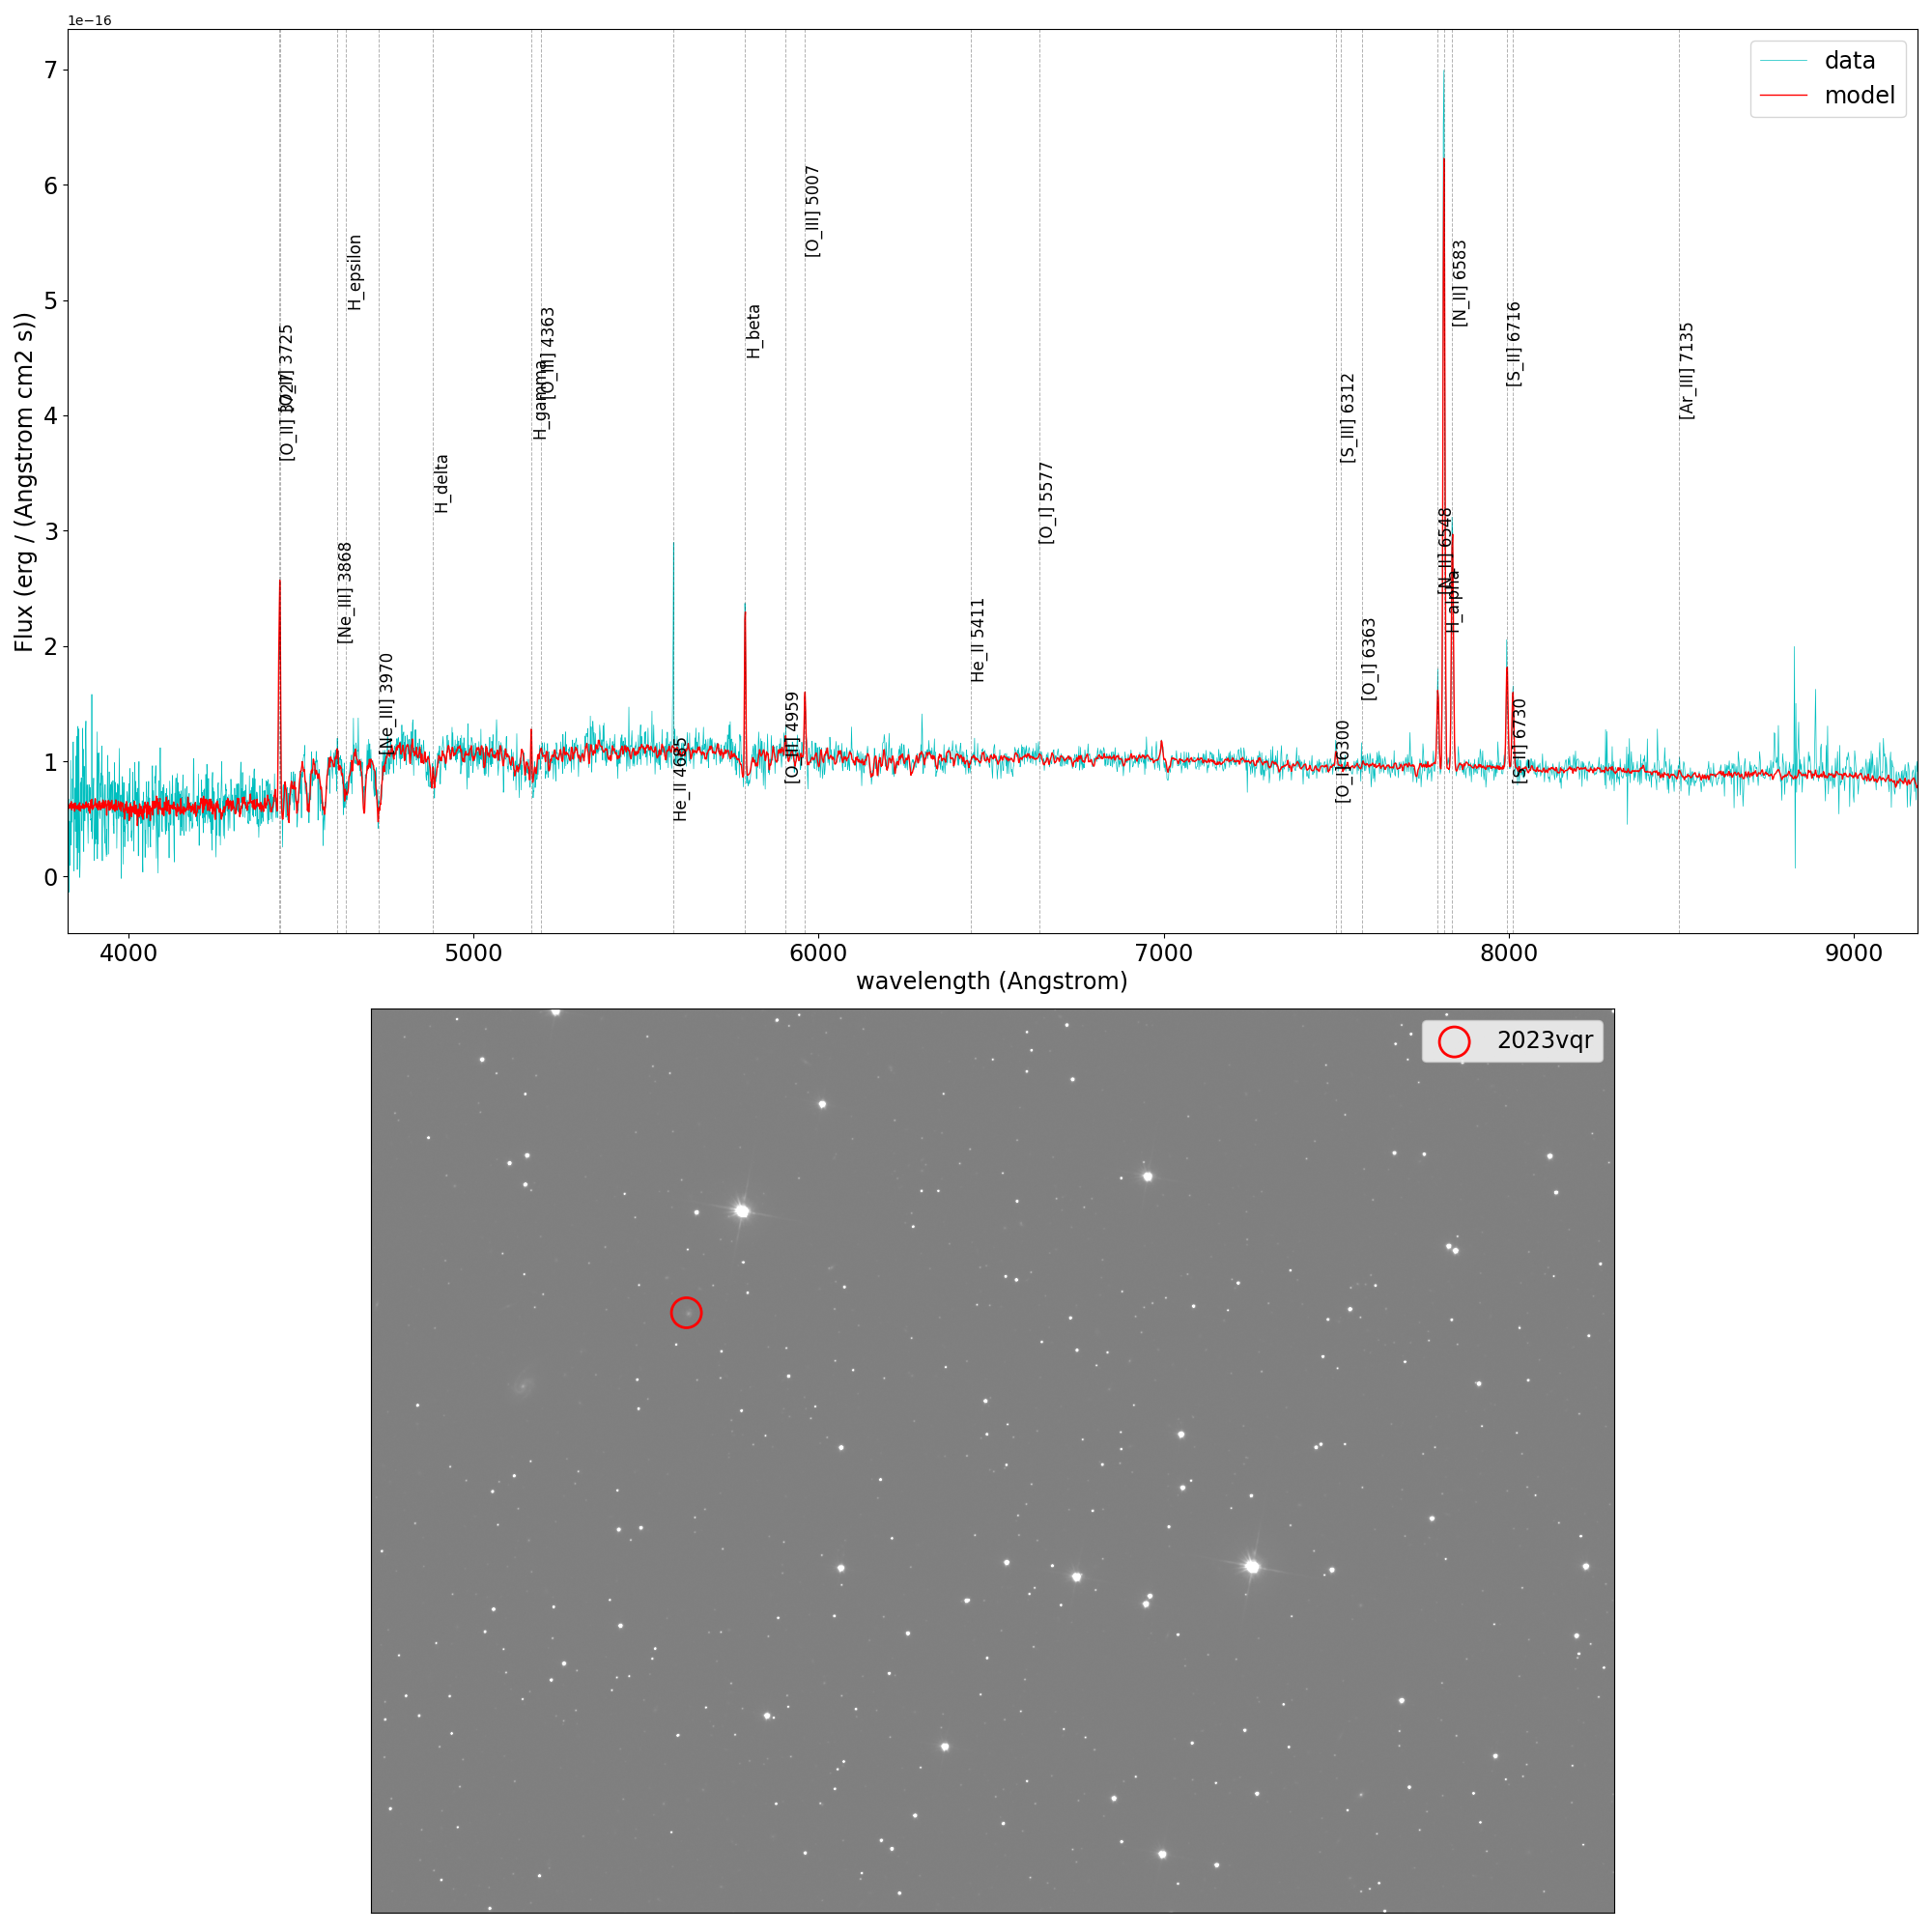 1e−16
data
model
7
6
5
4
3
2
1
0
Flux (erg / (Angstrom cm2 s))
[O_II] 3725
[O_II] 3727
[Ne_III] 3868
H_epsilon
[Ne_III] 3970
H_delta
H_gamma
[O_III] 4363
He_II 4685
H_beta
[O_III] 4959
[O_III] 5007
He_II 5411
[O_I] 5577
[O_I] 6300
[S_III] 6312
[O_I] 6363
[N_II] 6548
H_alpha
[N_II] 6583
[S_II] 6716
[S_II] 6730
[Ar_III] 7135
4000
5000
6000
7000
8000
9000
wavelength (Angstrom)
2023vqr